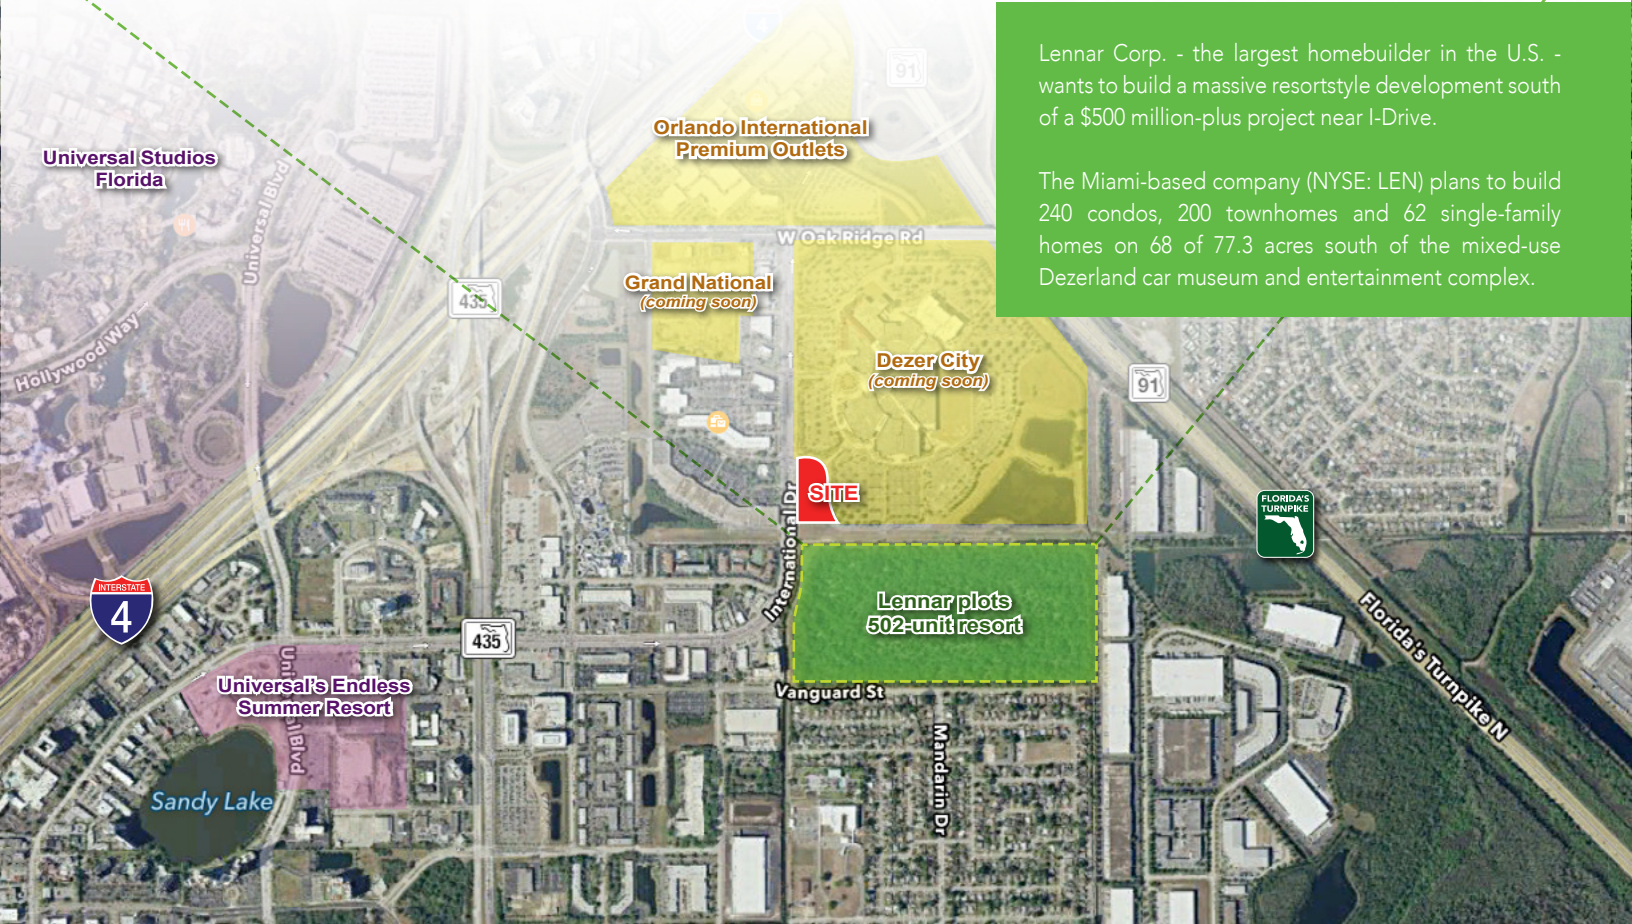 Lennar Corp. - the largest homebuilder in the U.S. -
wants to build a massive resortstyle development south
of a $500 million-plus project near I-Drive.
The Miami-based company (NYSE: LEN) plans to build
240 condos, 200 townhomes and 62 single-family
homes on 68 of 77.3 acres south of the mixed-use
Dezerland car museum and entertainment complex.
4
91
Orlando International
Premium Outlets
Universal Studios
Florida
Universal Blvd
W Oak Ridge Rd
Grand National
(coming soon)
435
Hollywood Way
Dezer City
(coming soon)
91
SITE
International Dr
FLORIDA'S
TURNPIKE
INTERSTATE
4
Lennar plots
502-unit resort
435
Florida's Turnpike N
Universal's Endless
Summer Resort
Vanguard St
Blvd
Mandarin Dr
Sandy Lake